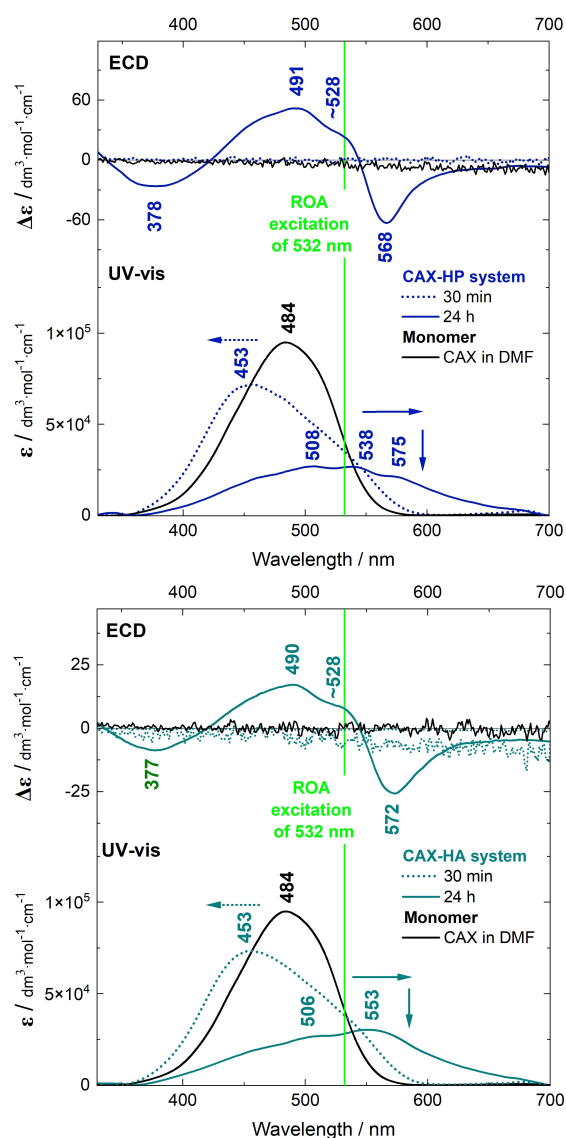 400 500 600 700
ECD
491
~528
60
0
-60
Δε / dm³·mol⁻¹·cm⁻¹
378
568
ROA
excitation
of 532 nm
UV-vis
CAX-HP system
30 min
24 h
Monomer
CAX in DMF
484
453
508
538
575
1×10⁵
5×10⁴
0
ε / dm³·mol⁻¹·cm⁻¹
400 500 600 700
Wavelength / nm
400 500 600 700
ECD
490
~528
25
0
-25
Δε / dm³·mol⁻¹·cm⁻¹
377
572
ROA
excitation
of 532 nm
UV-vis
CAX-HA system
30 min
24 h
Monomer
CAX in DMF
484
453
506
553
1×10⁵
5×10⁴
0
ε / dm³·mol⁻¹·cm⁻¹
400 500 600 700
Wavelength / nm